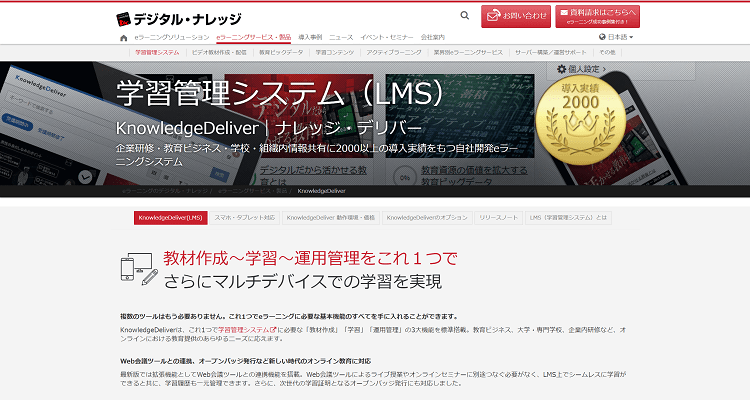 デジタル・ナレッジ
お問い合わせ
資料請求はこちらへ
eラーニングソリューション eラーニングサービス・製品 導入事例 ニュース イベント・セミナー 会社案内
日本語
学習管理システム ビデオ教材作成・配信 教育ビックデータ 学習コンテンツ アクティブラーニング 業界別eラーニングサービス サーバー構築/運営サポート その他
個人設定
導入実績
2000
学習管理システム（LMS）
KnowledgeDeliver｜ナレッジ・デリバー
企業研修・教育ビジネス・学校・組織内情報共有に2000以上の導入実績をもつ自社開発eラー
ニングシステム
デジタルだから活かせる教
育とは
教育資源の価値を拡大する
教育ビッグデータ
eラーニングのデジタル・ナレッジ / eラーニングサービス・製品 / KnowledgeDeliver
KnowledgeDeliver(LMS) スマホ・タブレット対応 KnowledgeDeliver 動作環境・価格 KnowledgeDeliverのオプション リリースノート LMS（学習管理システム）とは
教材作成～学習～運用管理をこれ１つで
さらにマルチデバイスでの学習を実現
複数のツールはもう必要ありません。これ1つでeラーニングに必要な基本機能のすべてを手に入れることができます。
KnowledgeDeliverは、これ1つで学習管理システムに必要な「教材作成」「学習」「運用管理」の3大機能を標準搭載。教育ビジネス、大学・専門学校、企業内研修など、オ
ンラインにおける教育提供のあらゆるニーズに応えます。
Web会議ツールとの連携、オープンバッジ発行など新しい時代のオンライン教育に対応
最新版では拡張機能としてWeb会議ツールとの連携機能を搭載。Web会議ツールによるライブ授業やオンラインセミナーに別途つなぐ必要がなく、LMS上でシームレスに学習が
できると共に、学習履歴も一元管理できます。さらに、次世代の学習証明となるオープンバッジ発行にも対応しました。